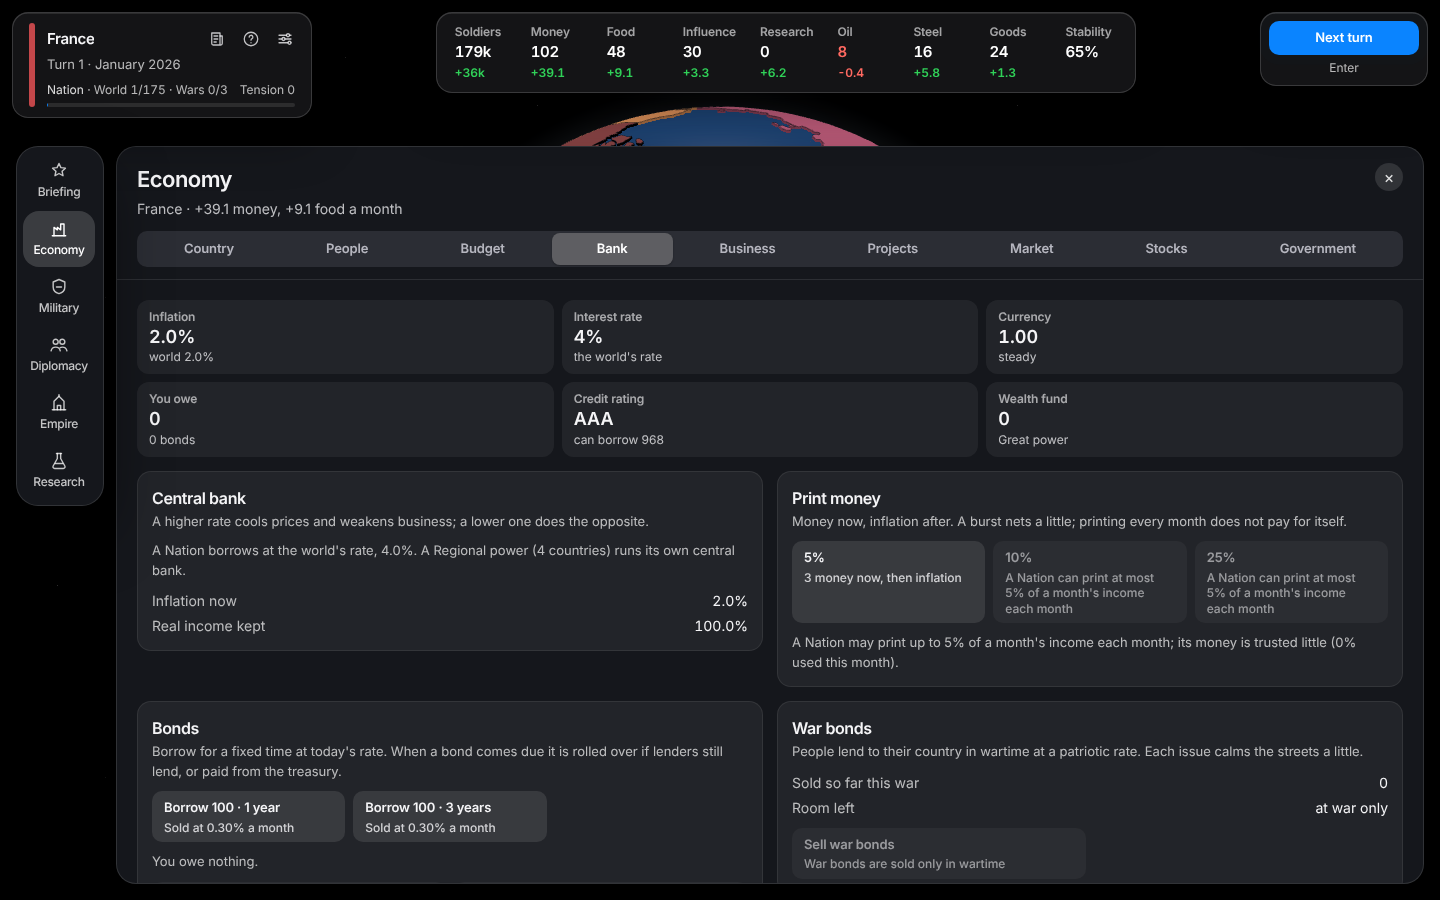 France
Turn 1 · January 2026
Nation · World 1/175 · Wars 0/3 Tension 0
Soldiers Money Food Influence Research Oil Steel Goods Stability
179k 102 48 30 0 8 16 24 65%
+36k +39.1 +9.1 +3.3 +6.2 -0.4 +5.8 +1.3
Next turn
Enter
Briefing
Economy
Military
Diplomacy
Empire
Research
Economy
France · +39.1 money, +9.1 food a month
Country People Budget Bank Business Projects Market Stocks Government
Inflation
2.0%
world 2.0%
Interest rate
4%
the world's rate
Currency
1.00
steady
You owe
0
0 bonds
Credit rating
AAA
can borrow 968
Wealth fund
0
Great power
Central bank
A higher rate cools prices and weakens business; a lower one does the opposite.
A Nation borrows at the world's rate, 4.0%. A Regional power (4 countries) runs its own central
bank.
Inflation now 2.0%
Real income kept 100.0%
Print money
Money now, inflation after. A burst nets a little; printing every month does not pay for itself.
5%
3 money now, then inflation
10%
A Nation can print at most
5% of a month's income
each month
25%
A Nation can print at most
5% of a month's income
each month
A Nation may print up to 5% of a month's income each month; its money is trusted little (0%
used this month).
Bonds
Borrow for a fixed time at today's rate. When a bond comes due it is rolled over if lenders still
lend, or paid from the treasury.
Borrow 100 · 1 year
Sold at 0.30% a month
Borrow 100 · 3 years
Sold at 0.30% a month
You owe nothing.
War bonds
People lend to their country in wartime at a patriotic rate. Each issue calms the streets a little.
Sold so far this war 0
Room left at war only
Sell war bonds
War bonds are sold only in wartime